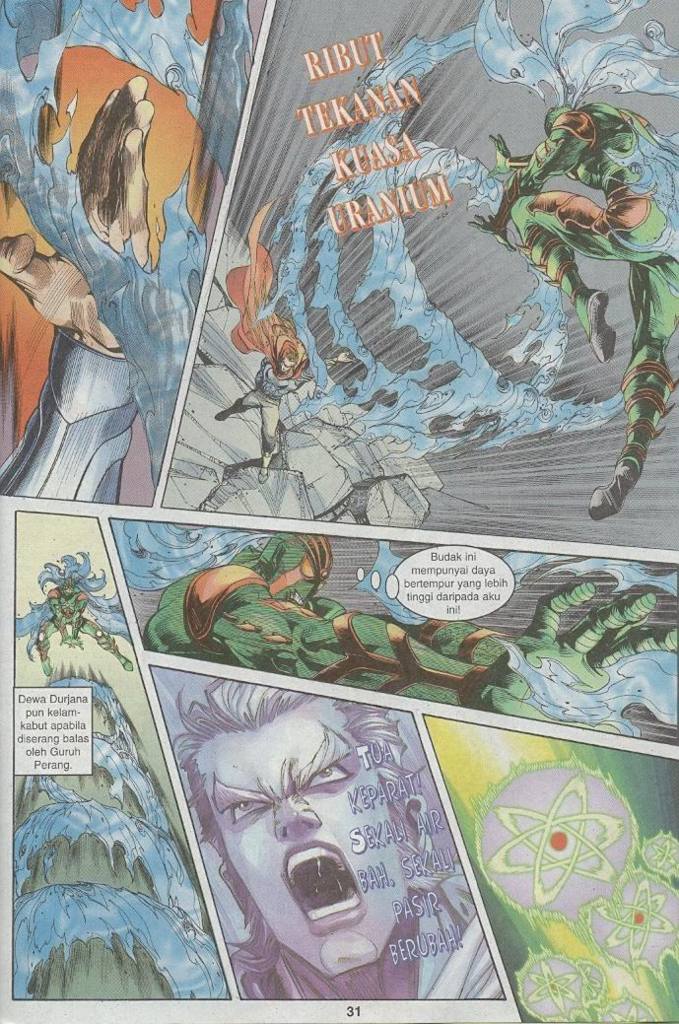 RIBUT
TEKANAN
KUASA
URANIUM
Budak ini
mempunyai daya
bertempur yang lebih
tinggi daripada aku
ini!
Dewa Durjana
pun kelam-
kabut apabila
diserang balas
oleh Guruh
Perang.
TUA
KEPARAT!
SEKALI AIR
BAH, SEKALI
PASIR
BERUBAH!
31